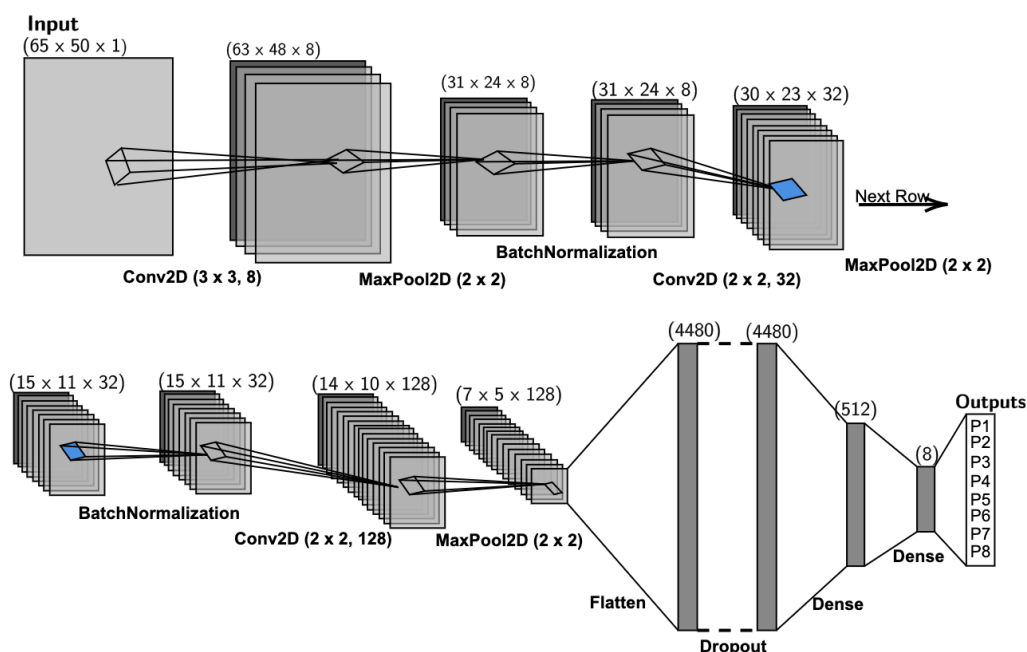 Input
(65 x 50 x 1)
(63 x 48 x 8)
(31 x 24 x 8)
(31 x 24 x 8)
(30 x 23 x 32)
Next Row
Conv2D (3 x 3, 8)
MaxPool2D (2 x 2)
BatchNormalization
Conv2D (2 x 2, 32)
MaxPool2D (2 x 2)
(15 x 11 x 32)
(15 x 11 x 32)
(14 x 10 x 128)
(7 x 5 x 128)
(4480)
(4480)
(512)
(8)
Outputs
P1
P2
P3
P4
P5
P6
P7
P8
BatchNormalization
Conv2D (2 x 2, 128)
MaxPool2D (2 x 2)
Flatten
Dropout
Dense
Dense